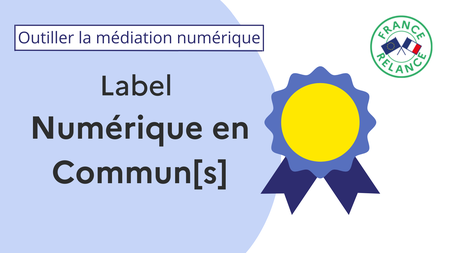 Outiller la médiation numérique
FRANCE
RELANCE
Label
Numérique en
Commun[s]